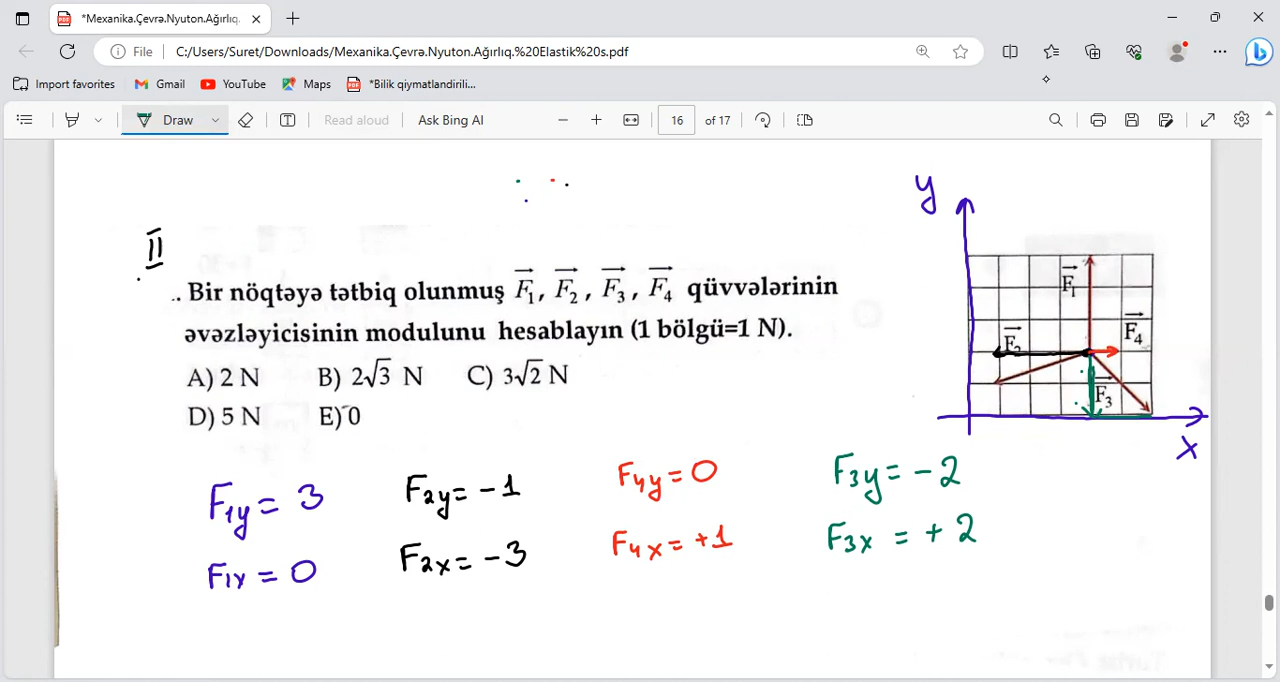 *Mexanika.Çevrə.Nyuton.Ağırlıq.
File C:/Users/Suret/Downloads/Mexanika.Çevrə.Nyuton.Ağırlıq.%20Elastik%20s.pdf
Import favorites Gmail YouTube Maps *Bilik qiymatlandirili...
Draw Read aloud Ask Bing AI 16 of 17
II
.. Bir nöqtəyə tətbiq olunmuş F₁, F₂, F₃, F₄ qüvvələrinin
əvəzləyicisinin modulunu hesablayın (1 bölgü=1 N).
A) 2 N B) 2√3 N C) 3√2 N
D) 5 N E) 0
y
F₁
F₂
F₄
F₃
x
F1y = 3 F2y = -1 F4y = 0 F3y = -2
F1x = 0 F2x = -3 F4x = +1 F3x = + 2